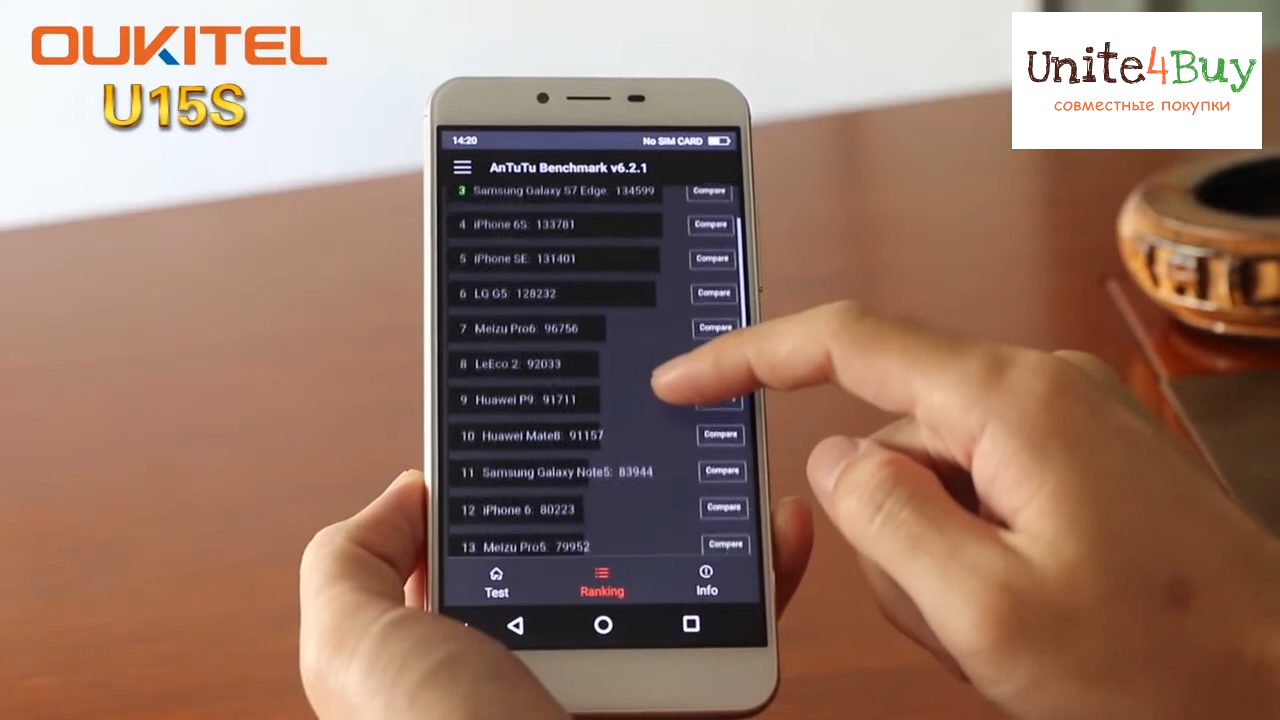 OUKITEL
U15S
Unite4Buy
совместные покупки
14:20 No SIM CARD
AnTuTu Benchmark v6.2.1
3 Samsung Galaxy S7 Edge: 134599 Compare
4 iPhone 6S: 133781 Compare
5 iPhone SE: 131401 Compare
6 LG G5: 128232 Compare
7 Meizu Pro6: 96756 Compare
8 LeEco 2: 92033
9 Huawei P9: 91711
10 Huawei Mate8: 91157 Compare
11 Samsung Galaxy Note5: 83944 Compare
12 iPhone 6: 80223 Compare
13 Meizu Pro5: 79952 Compare
Test Ranking Info